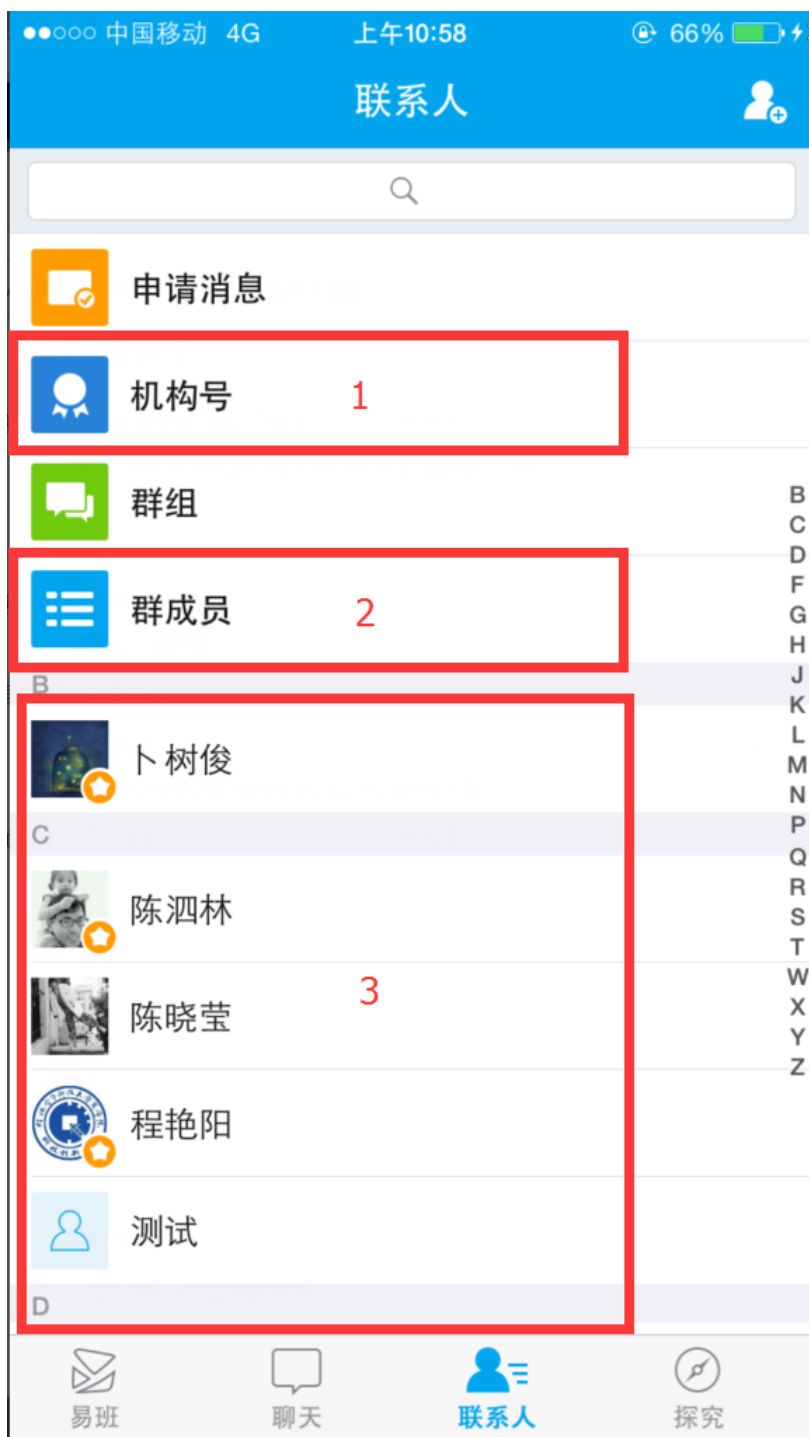 中国移动 4G 上午10:58 66%
联系人
申请消息
机构号 1
群组
群成员 2
B
卜树俊
C
陈泗林
陈晓莹
3
程艳阳
测试
D
B
C
D
F
G
H
J
K
L
M
N
P
Q
R
S
T
W
X
Y
Z
易班 聊天 联系人 探究